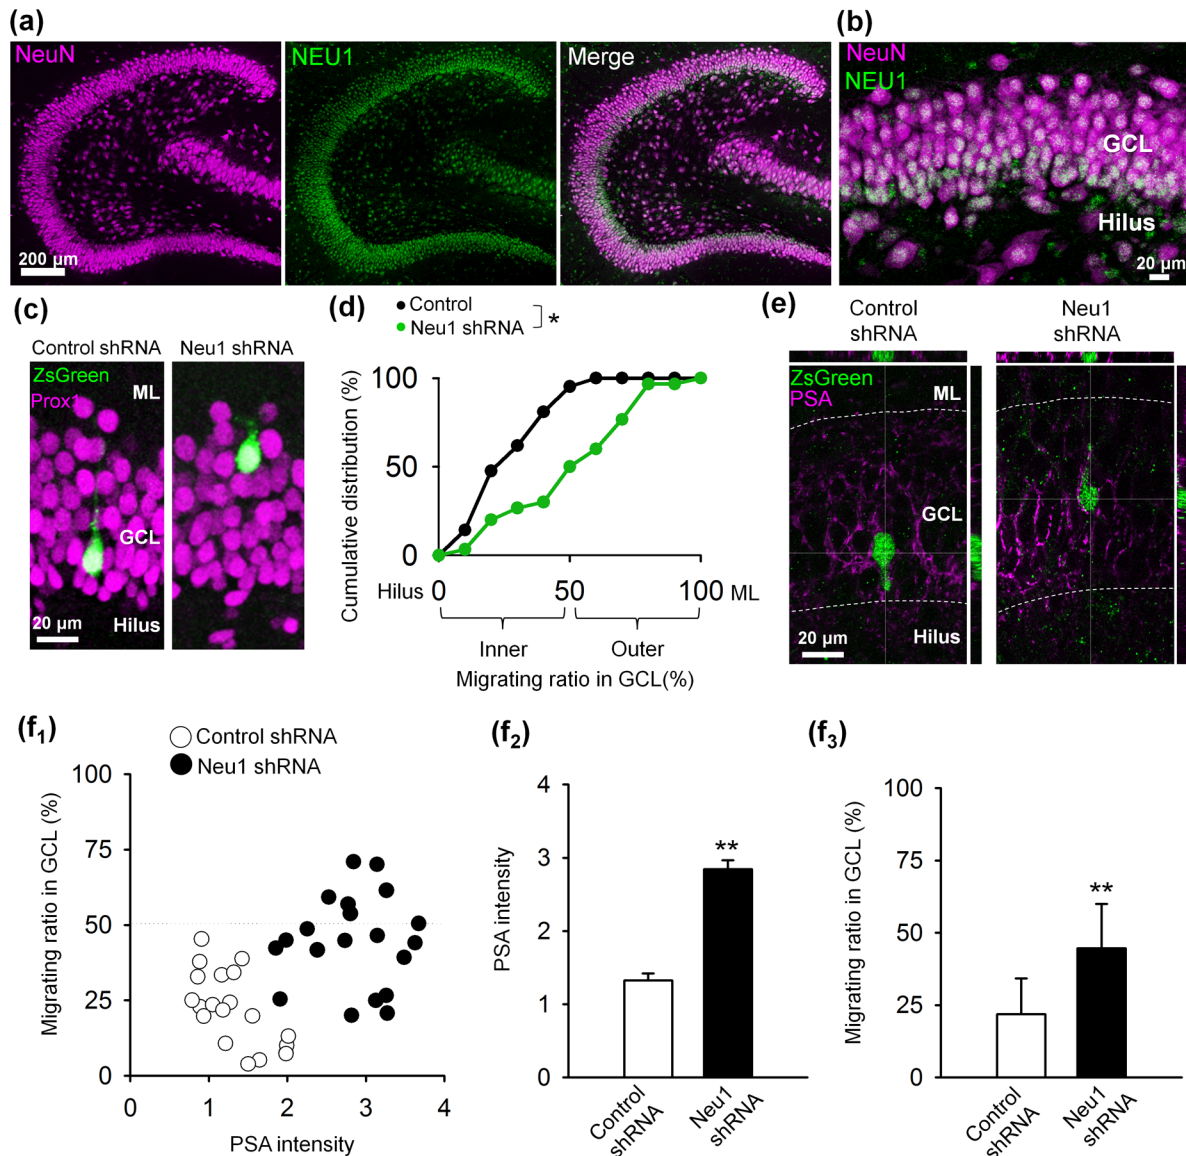 (a)
NeuN
200 µm
NEU1
Merge
(b)
NeuN
NEU1
GCL
Hilus
20 µm
(c)
Control shRNA
Neu1 shRNA
ZsGreen
Prox1
ML
GCL
Hilus
20 µm
(d)
Control
Neu1 shRNA
*
Cumulative distribution (%)
100
50
0
Hilus
0
50
100
ML
Inner
Outer
Migrating ratio in GCL(%)
(e)
Control
shRNA
Neu1
shRNA
ZsGreen
PSA
ML
GCL
Hilus
20 µm
(f1)
Control shRNA
Neu1 shRNA
Migrating ratio in GCL (%)
100
75
50
25
0
0
1
2
3
4
PSA intensity
(f2)
PSA intensity
4
3
2
1
0
**
Control
shRNA
Neu1
shRNA
(f3)
Migrating ratio in GCL (%)
100
75
50
25
0
**
Control
shRNA
Neu1
shRNA